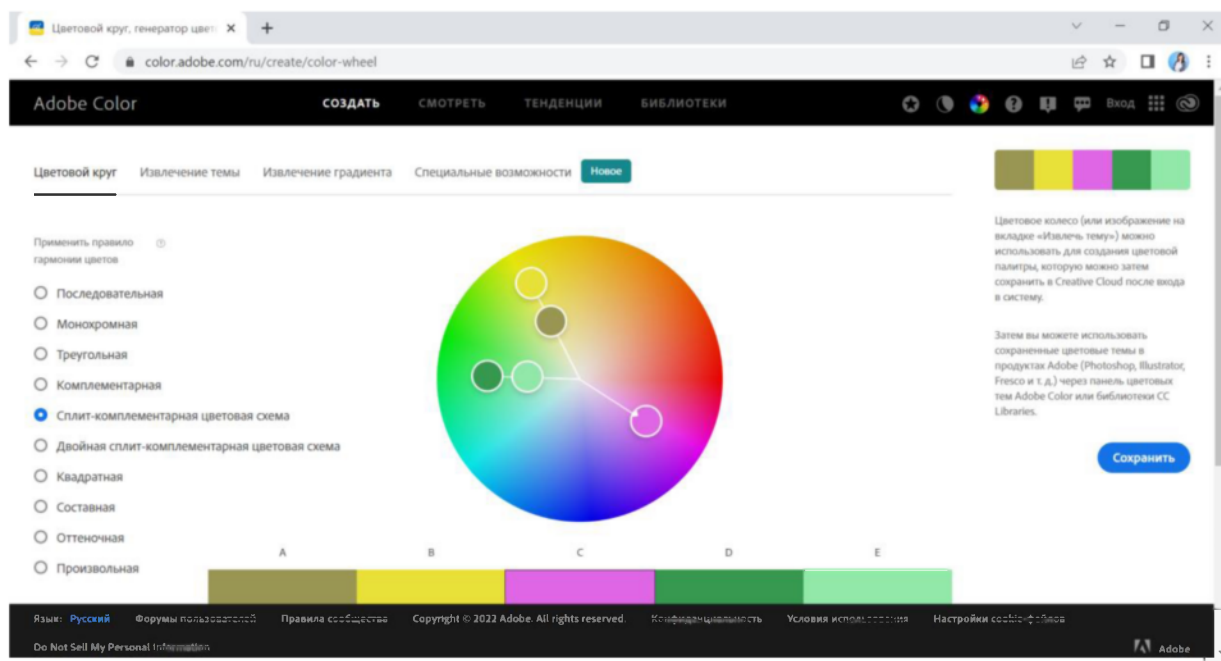 Цветовой круг, генератор цвет
color.adobe.com/ru/create/color-wheel
Adobe Color СОЗДАТЬ СМОТРЕТЬ ТЕНДЕНЦИИ БИБЛИОТЕКИ Вход
Цветовой круг Извлечение темы Извлечение градиента Специальные возможности Новое
Применить правило
гармонии цветов
Последовательная
Монохромная
Треугольная
Комплементарная
Сплит-комплементарная цветовая схема
Двойная сплит-комплементарная цветовая схема
Квадратная
Составная
Оттеночная
Произвольная
A B C D E
Цветовое колесо (или изображение на
вкладке «Извлечь тему») можно
использовать для создания цветовой
палитры, которую можно затем
сохранить в Creative Cloud после входа
в систему.
Затем вы можете использовать
сохраненные цветовые темы в
продуктах Adobe (Photoshop, Illustrator,
Fresco и т. д.) через панель цветовых
тем Adobe Color или библиотеки CC
Libraries.
Сохранить
Язык: Русский Форумы пользователей Правила сообщества Copyright © 2022 Adobe. All rights reserved. Конфиденциальность Условия использования Настройки cookie-файлов
Do Not Sell My Personal Information Adobe